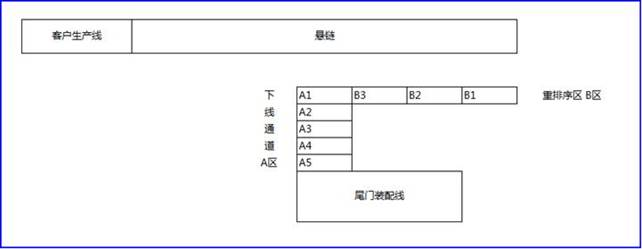 客户生产线 悬链
下 A1 B3 B2 B1 重排序区 B区
线 A2
通 A3
道 A4
A区 A5
尾门装配线